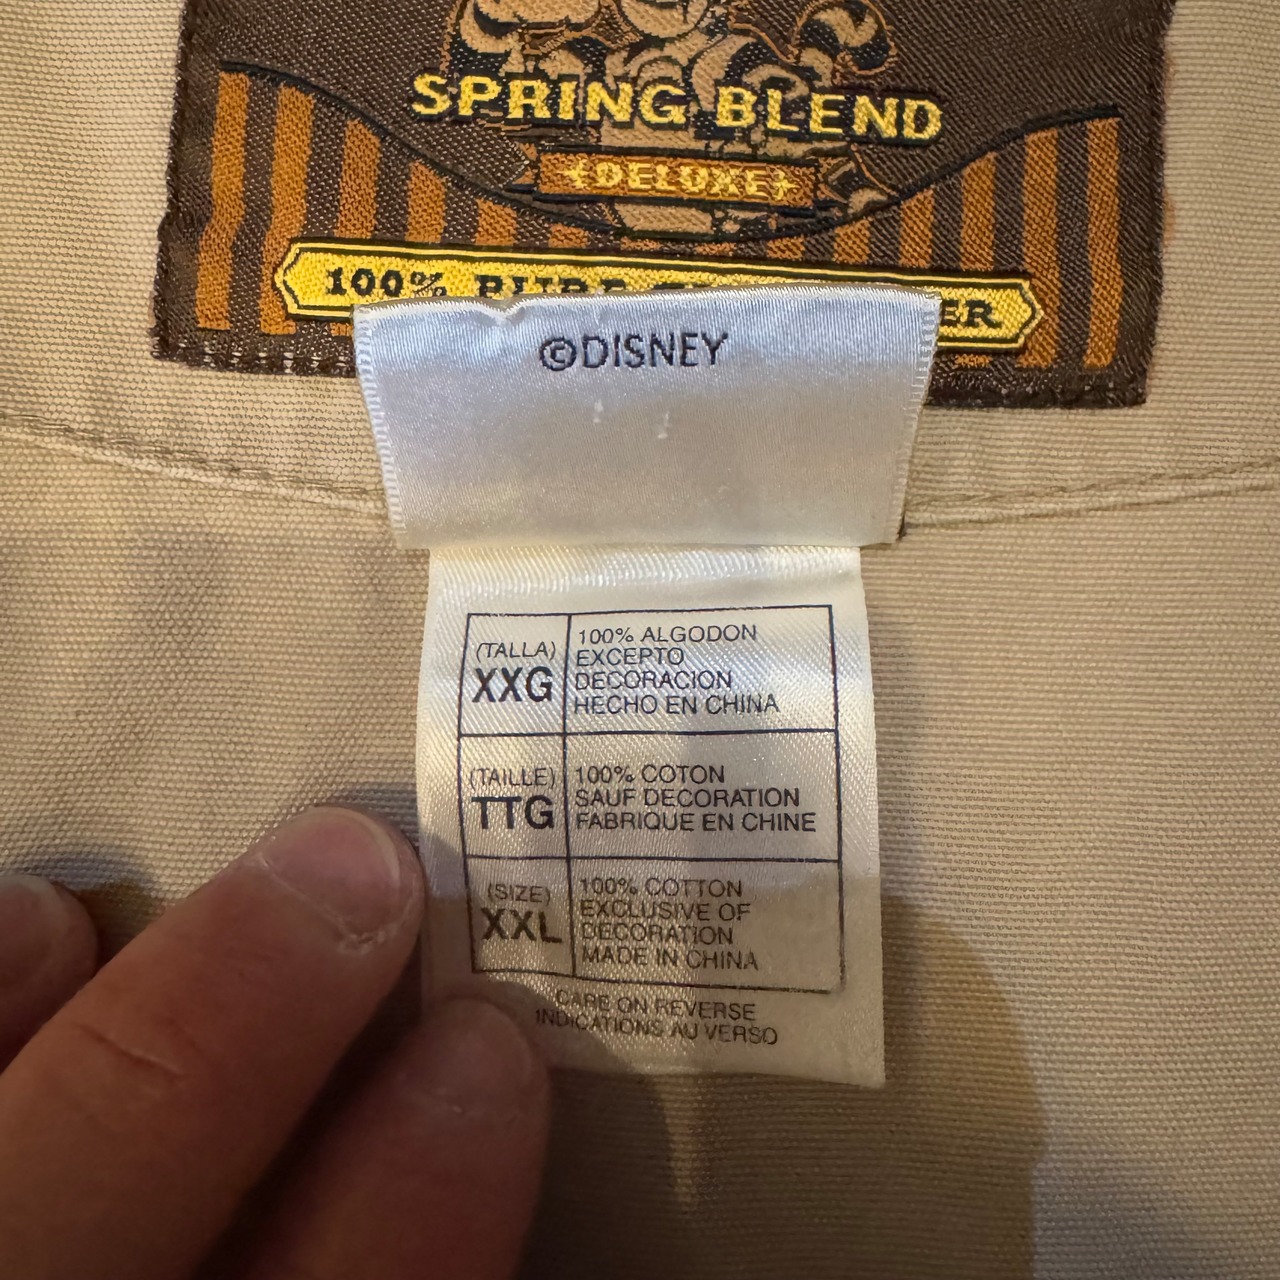 SPRING BLEND
{DELUXE}
100%
©DISNEY
(TALLA)
XXG
100% ALGODON
EXCEPTO
DECORACION
HECHO EN CHINA
(TAILLE)
TTG
100% COTON
SAUF DECORATION
FABRIQUE EN CHINE
(SIZE)
XXL
100% COTTON
EXCLUSIVE OF
DECORATION
MADE IN CHINA
CARE ON REVERSE
INDICATIONS AU VERSO